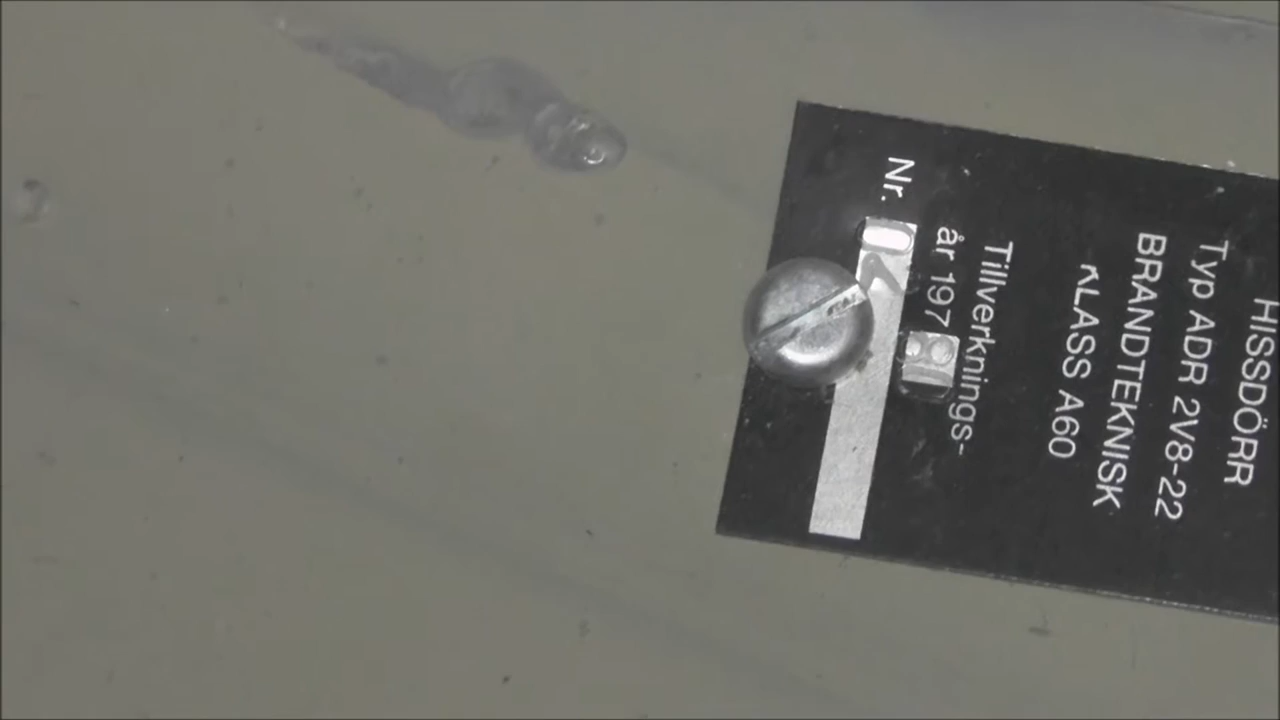 HISSDÖRR
Typ ADR 2V8-22
BRANDTEKNISK
KLASS A60
Tillverknings-
år 197
Nr.